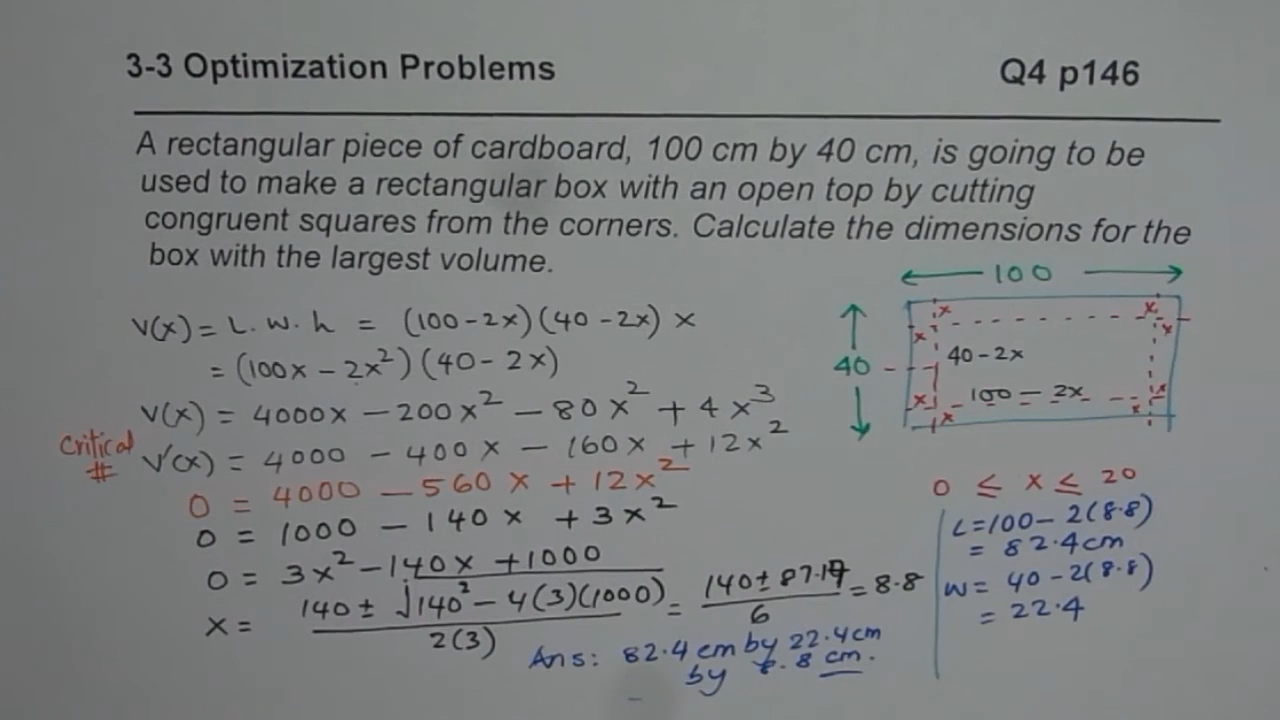 3-3 Optimization Problems
Q4 p146
A rectangular piece of cardboard, 100 cm by 40 cm, is going to be
used to make a rectangular box with an open top by cutting
congruent squares from the corners. Calculate the dimensions for the
box with the largest volume.
V(x) = L. w. h = (100-2x)(40-2x) x
= (100x - 2x²)(40-2x)
V(x) = 4000x - 200x² - 80x² + 4x³
Critical
#
V'(x) = 4000 - 400x - 160x + 12x²
0 = 4000 - 560x + 12x²
0 = 1000 - 140x + 3x²
0 = 3x² - 140x + 1000
x = 140 ± √140² - 4(3)(1000) / 2(3) = 140 ± 87.17 / 6 = 8.8
Ans: 82.4 cm by 22.4 cm
by 8.8 cm.
100
40
x x
x x
40-2x
100 - 2x
x x
x x
0 ≤ x ≤ 20
L = 100 - 2(8.8)
= 82.4cm
w = 40 - 2(8.8)
= 22.4